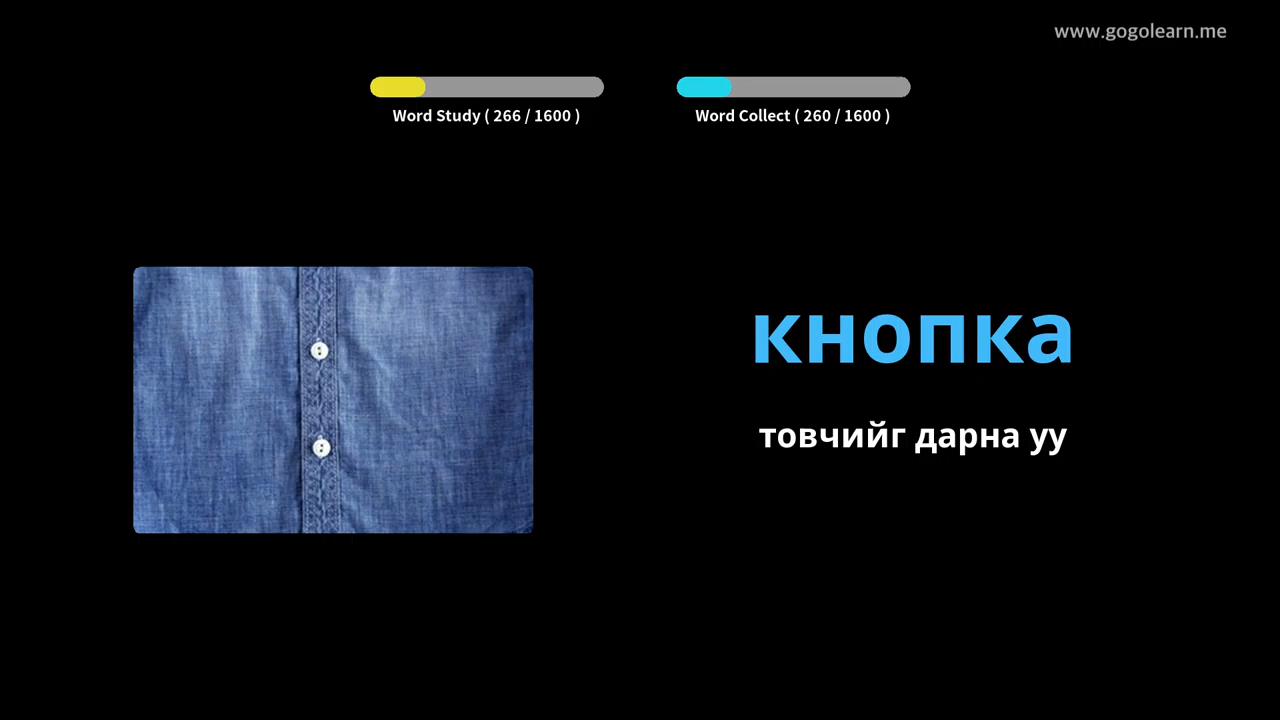 www.gogolearn.me
Word Study ( 266 / 1600 )
Word Collect ( 260 / 1600 )
кнопка
товчийг дарна уу